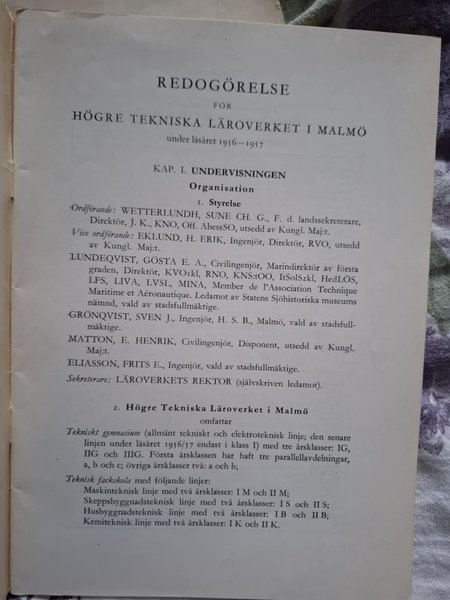 REDOGÖRELSE
FÖR
HÖGRE TEKNISKA LÄROVERKET I MALMÖ
under läsåret 1956—1957
KAP. I. UNDERVISNINGEN
Organisation
1. Styrelse
Ordförande: WETTERLUNDH, SUNE CH. G., F. d. landssekreterare,
Direktör, J. K., KNO, Off. AbessSO, utsedd av Kungl. Maj:t.
Vice ordförande: EKLUND, H. ERIK, Ingenjör, Direktör, RVO, utsedd
av Kungl. Maj:t.
LUNDEQVIST, GÖSTA E. A., Civilingenjör, Marindirektör av första
graden, Direktör, KVO1kl, RNO, KNS:tOO, ItSolS2kl, HedLOS,
LFS, LIVA, LVSL, MINA, Member de l'Association Technique
Maritime et Aéronautique. Ledamot av Statens Sjöhistoriska museums
nämnd, vald av stadsfullmäktige.
GRÖNQVIST, SVEN J., Ingenjör, H. S. B., Malmö, vald av stadsfull-
mäktige.
MATTON, E. HENRIK, Civilingenjör, Disponent, utsedd av Kungl.
Maj:t.
ELIASSON, FRITS E., Ingenjör, vald av stadsfullmäktige.
Sekreterare: LÄROVERKETS REKTOR (självskriven ledamot).
2. Högre Tekniska Läroverket i Malmö
omfattar
Tekniskt gymnasium (allmänt tekniskt och elektroteknisk linje; den senare
linjen under läsåret 1956/57 endast i klass I) med tre årsklasser: IG,
IIG och IIIG. Första årsklassen har haft tre parallellavdelningar,
a, b och c; övriga årsklasser två: a och b;
Teknisk fackskola med följande linjer:
Maskinteknisk linje med två årsklasser: I M och II M;
Skeppsbyggnadsteknisk linje med två årsklasser: I S och II S;
Husbyggnadsteknisk linje med två årsklasser: I B och II B;
Kemiteknisk linje med två årsklasser: I K och II K.